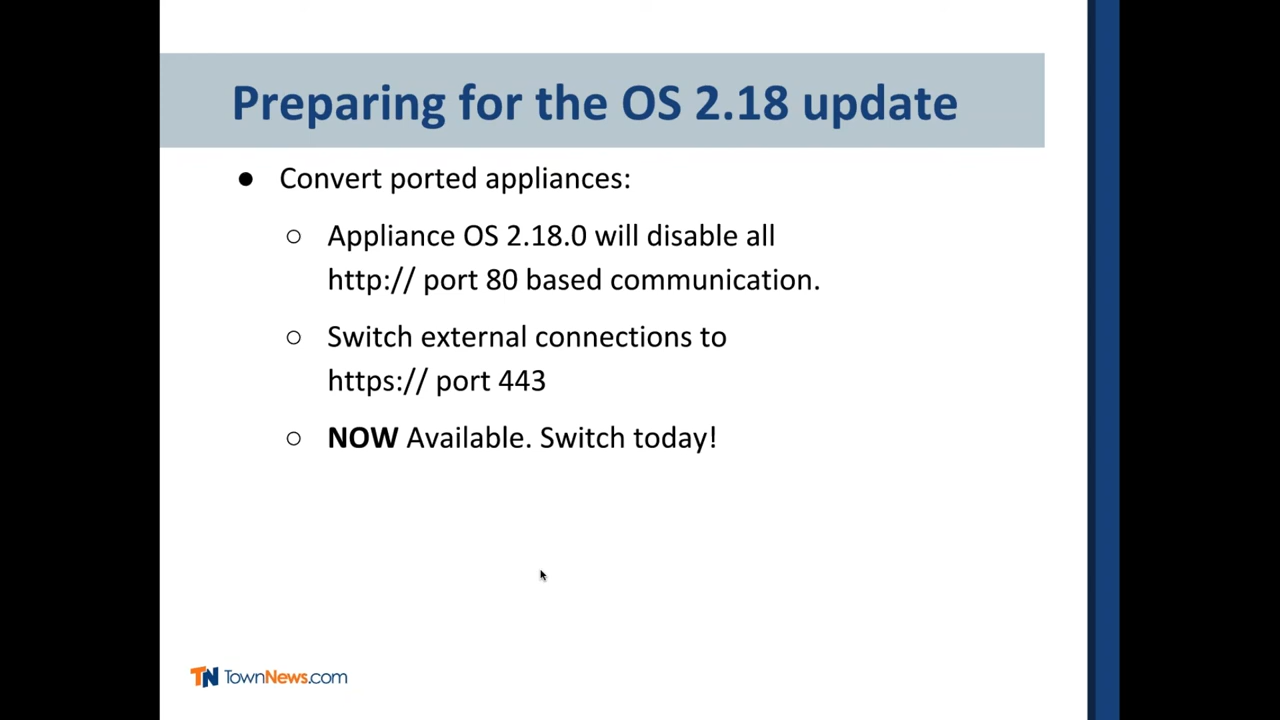 Preparing for the OS 2.18 update
● Convert ported appliances:
○ Appliance OS 2.18.0 will disable all
http:// port 80 based communication.
○ Switch external connections to
https:// port 443
○ NOW Available. Switch today!
TN TownNews.com